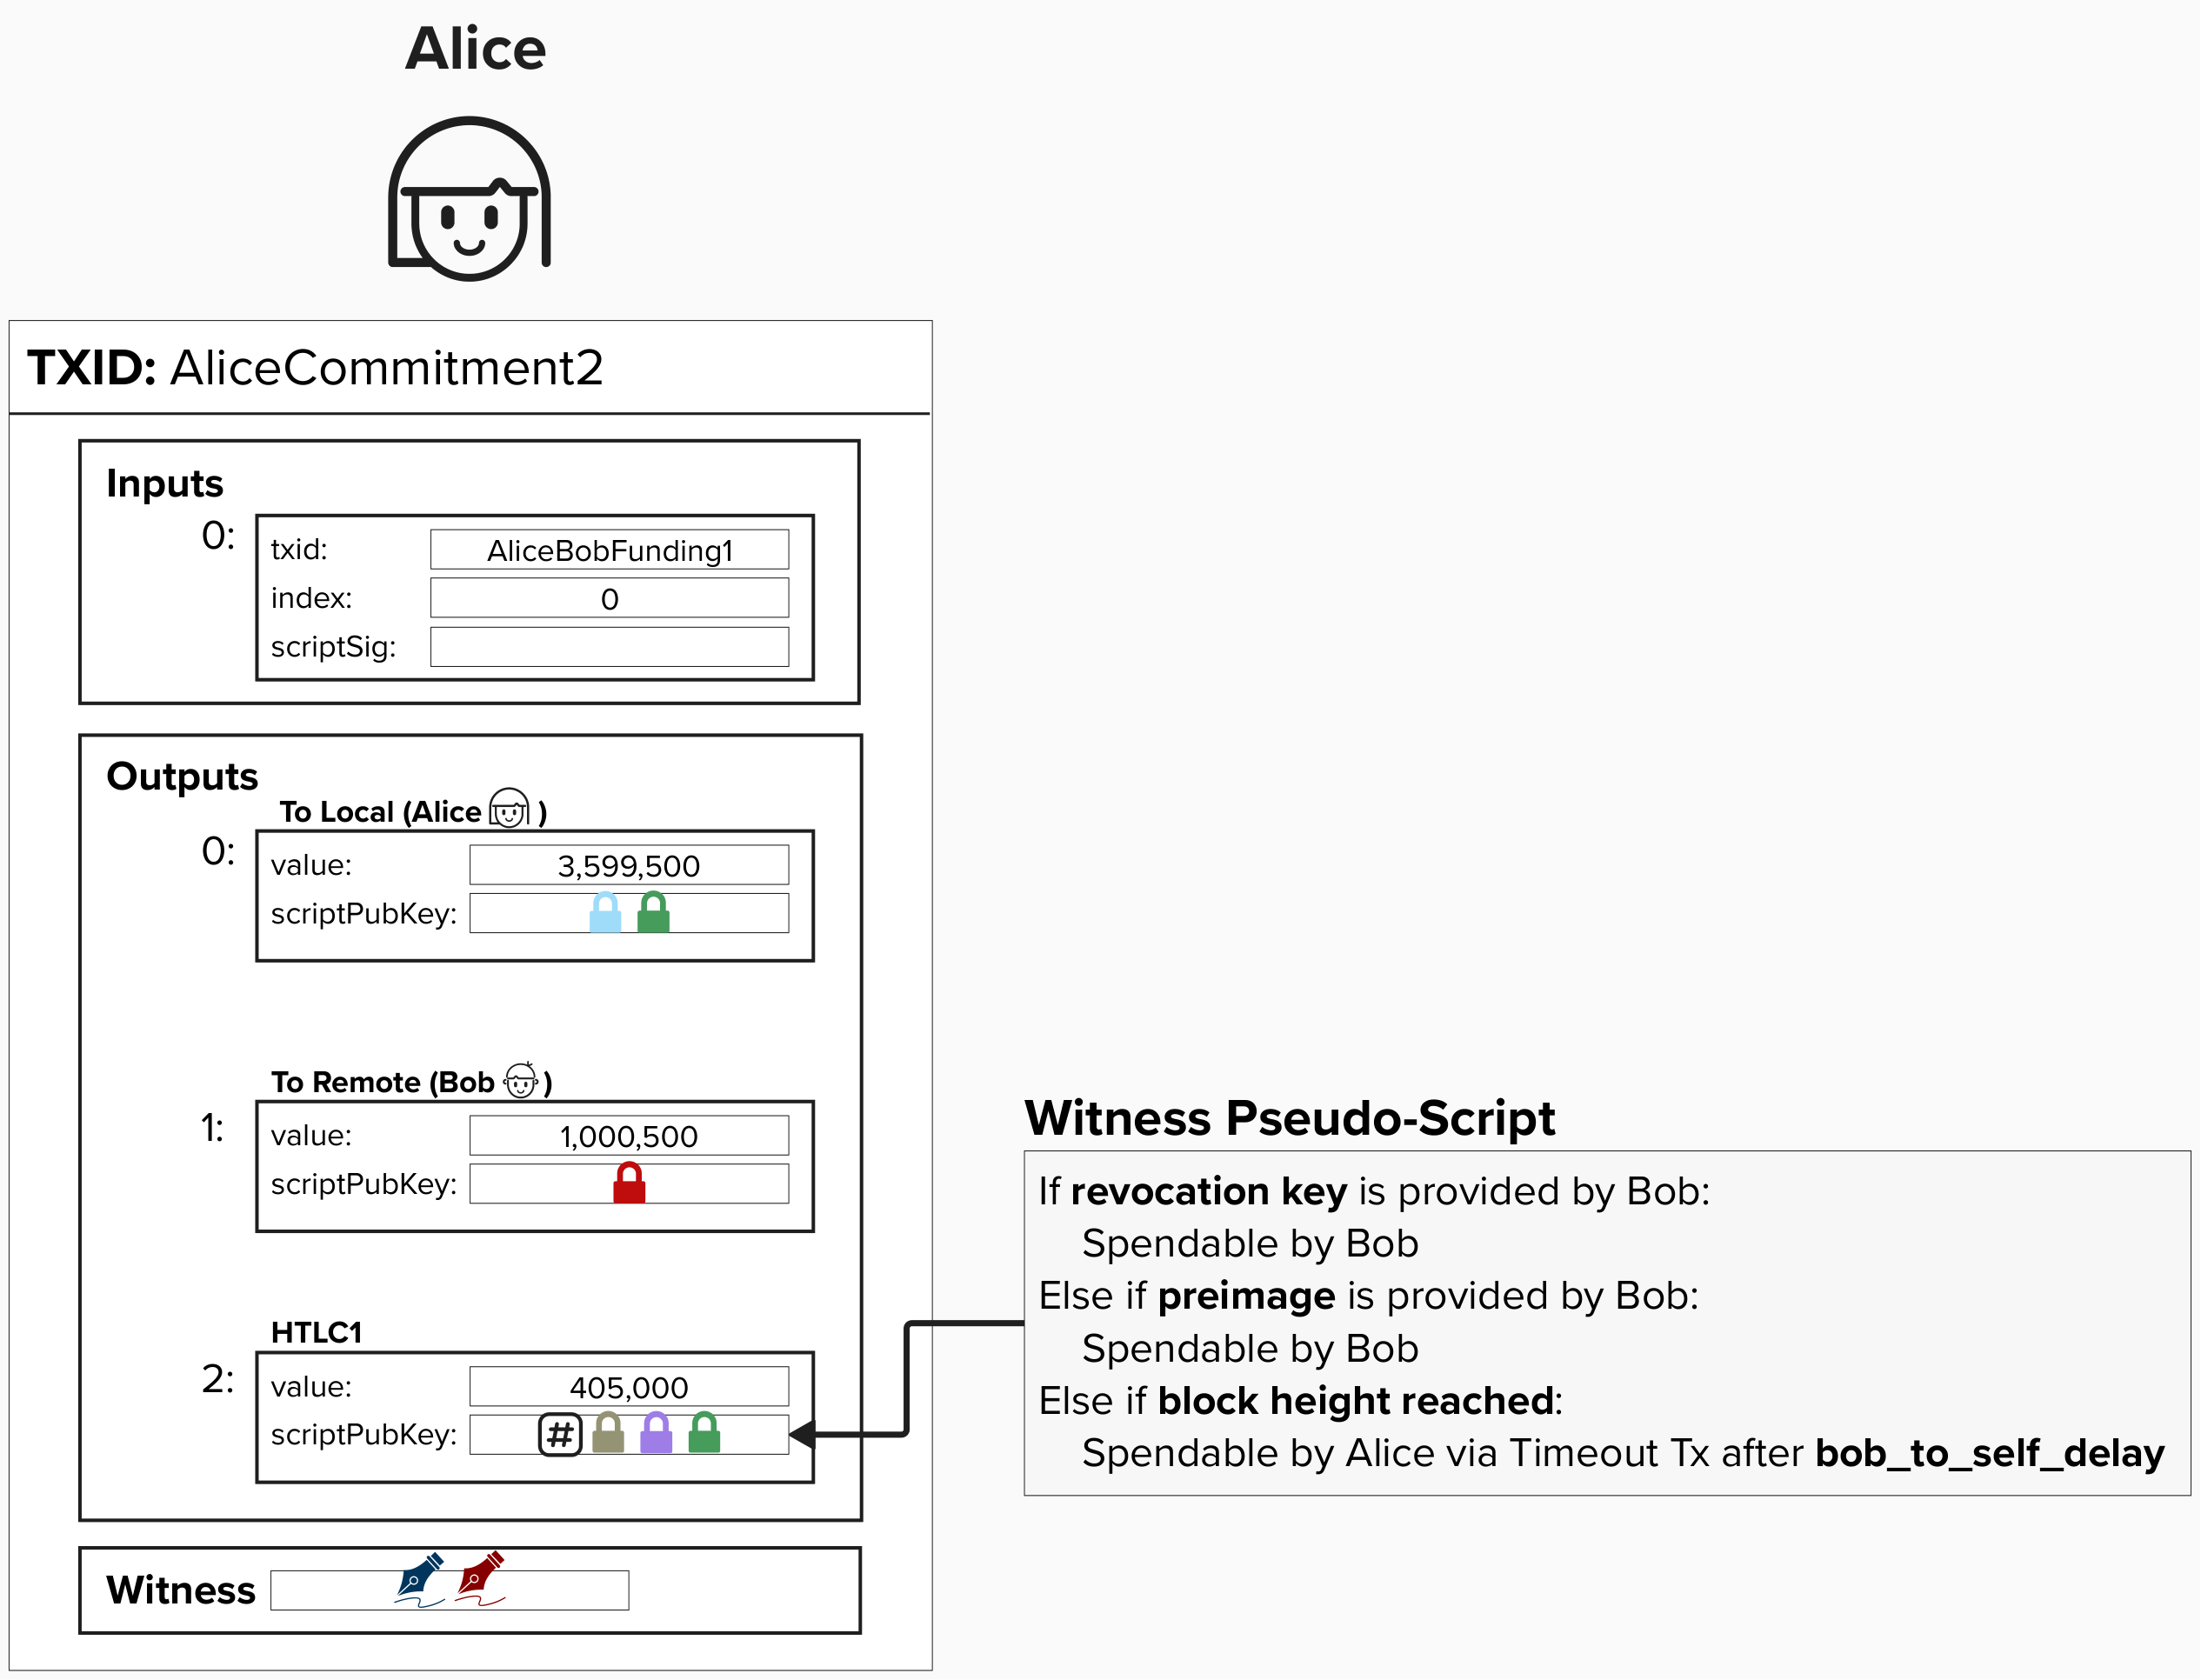 Alice
TXID: AliceCommitment2
Inputs
0:
txid: AliceBobFunding1
index: 0
scriptSig:
Outputs
To Local (Alice )
0:
value: 3,599,500
scriptPubKey:
To Remote (Bob )
1:
value: 1,000,500
scriptPubKey:
HTLC1
2:
value: 405,000
scriptPubKey: #
Witness
Witness Pseudo-Script
If revocation key is provided by Bob:
Spendable by Bob
Else if preimage is provided by Bob:
Spendable by Bob
Else if block height reached:
Spendable by Alice via Timeout Tx after bob_to_self_delay